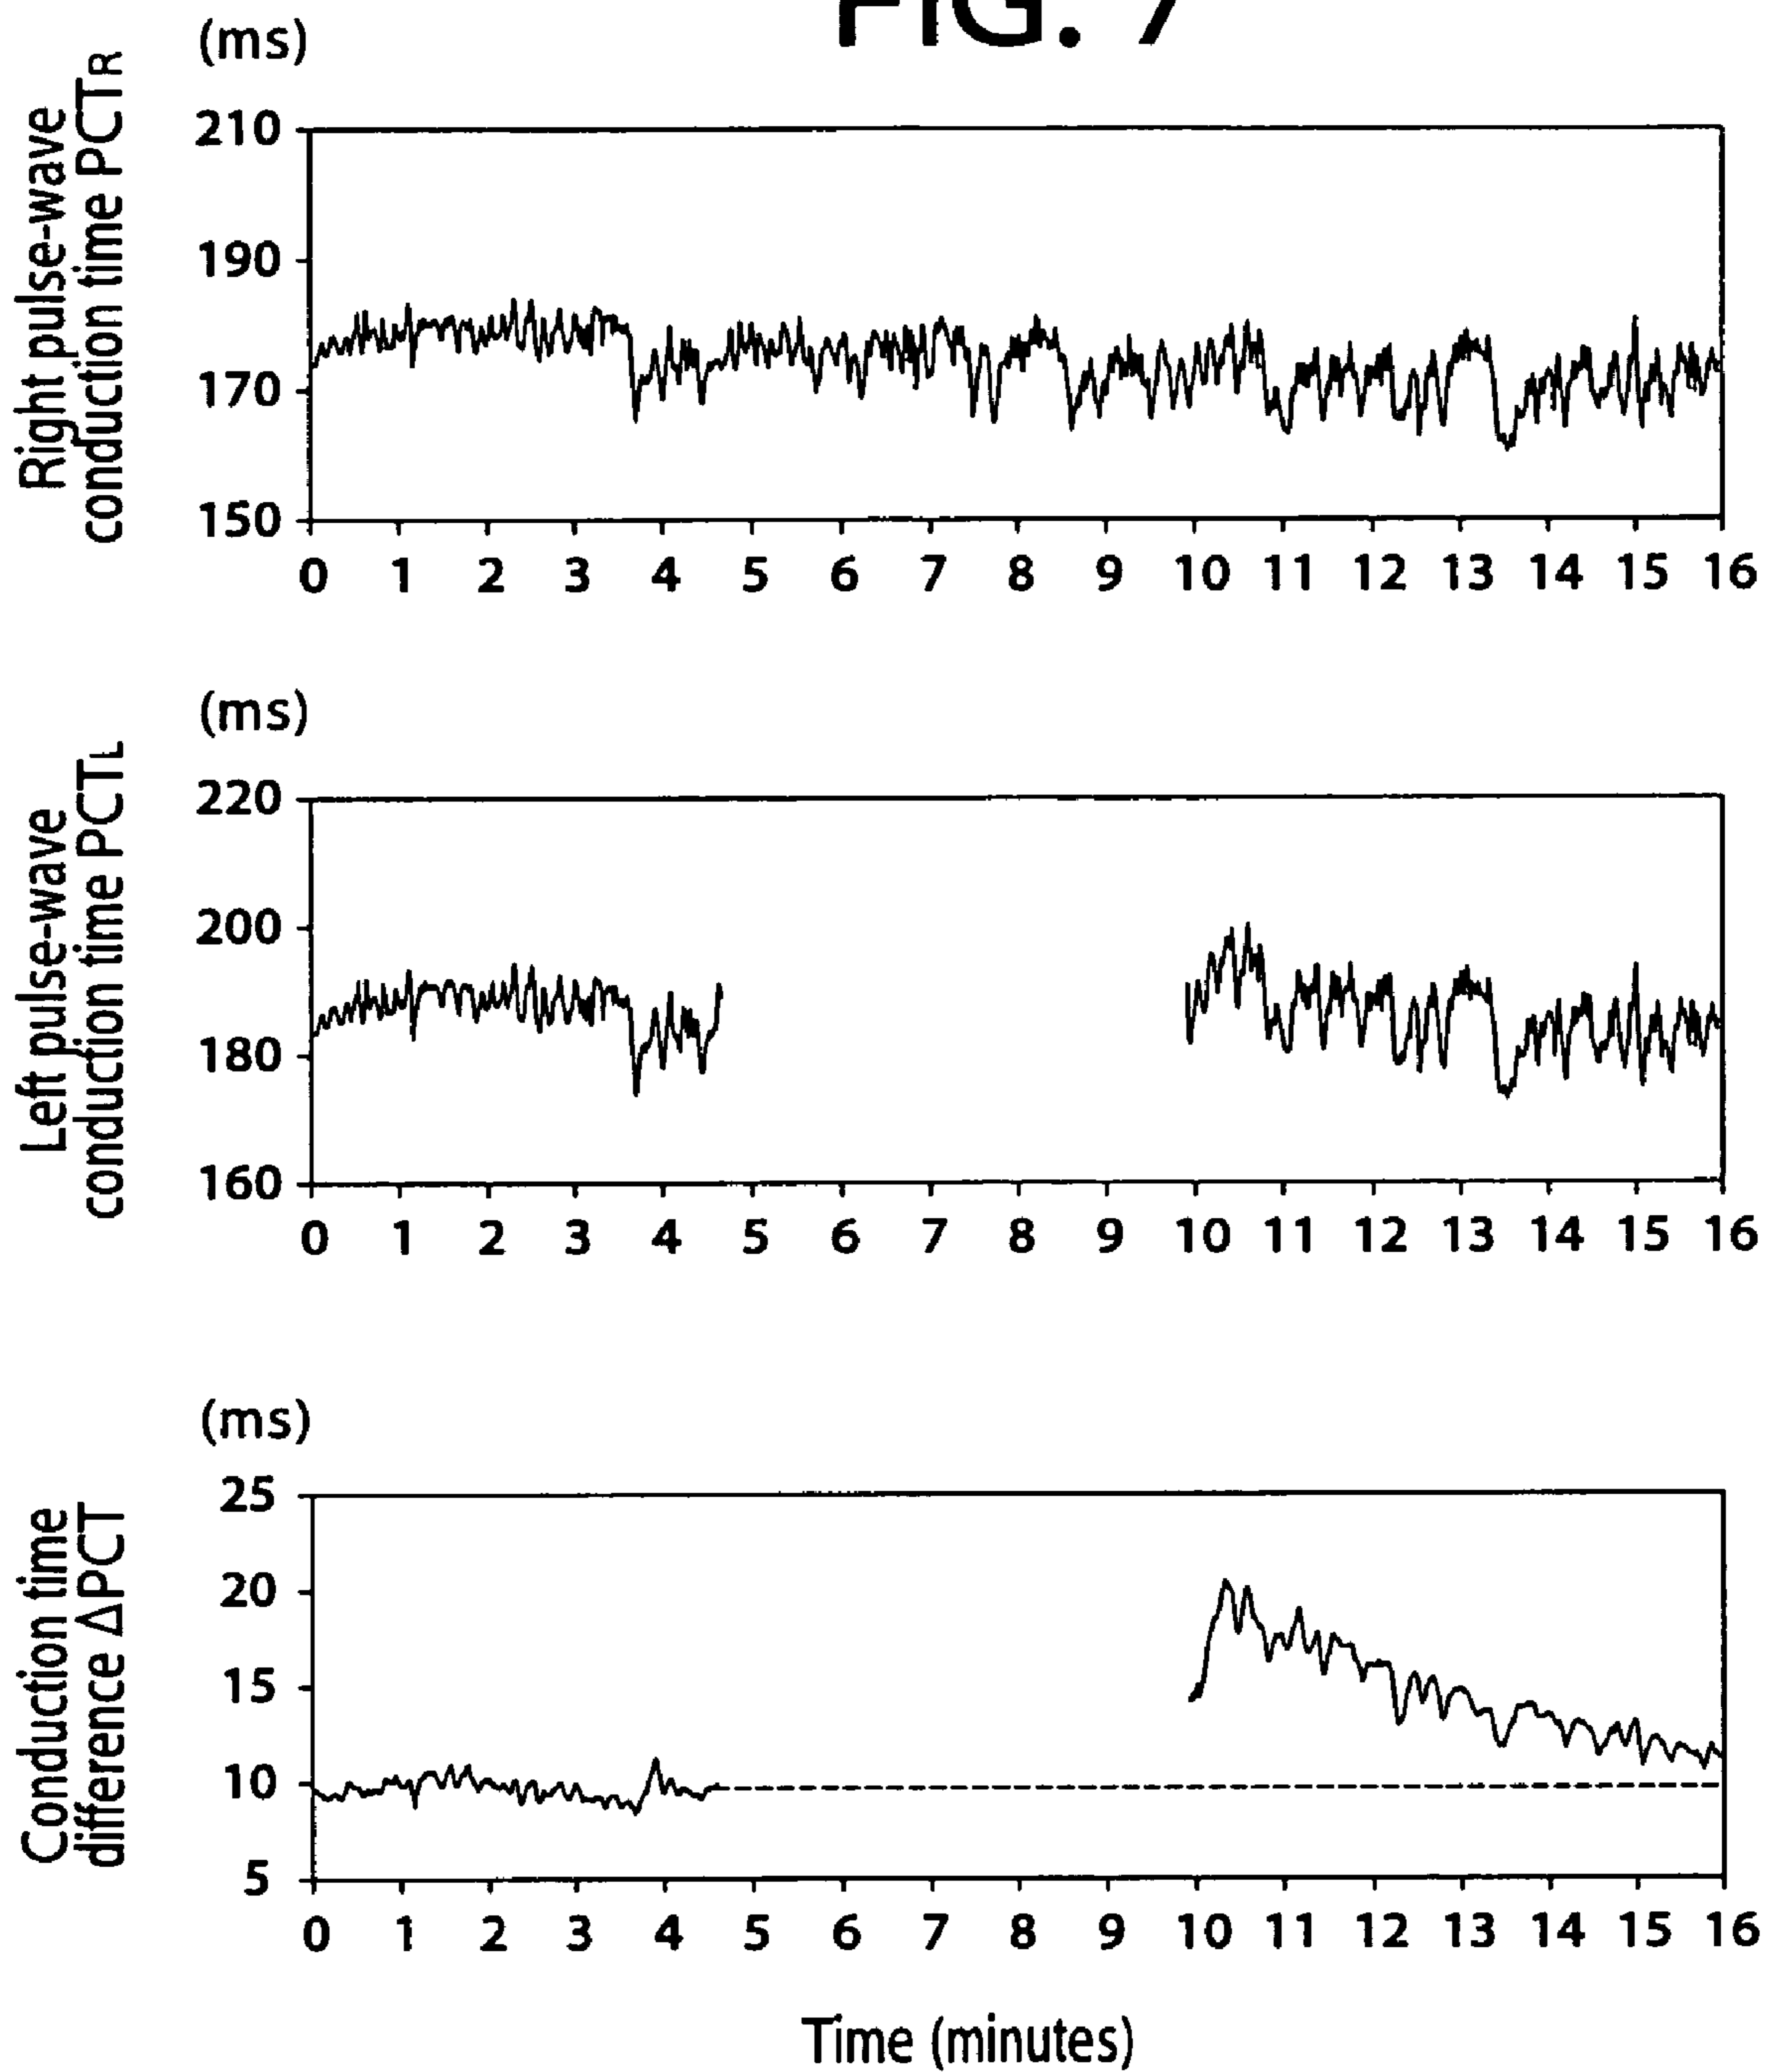 FIG. 7
(ms)
Right pulse-wave
conduction time PCTR
210
190
170
150
0 1 2 3 4 5 6 7 8 9 10 11 12 13 14 15 16
(ms)
Left pulse-wave
conduction time PCTL
220
200
180
160
0 1 2 3 4 5 6 7 8 9 10 11 12 13 14 15 16
(ms)
Conduction time
difference ΔPCT
25
20
15
10
5
0 1 2 3 4 5 6 7 8 9 10 11 12 13 14 15 16
Time (minutes)